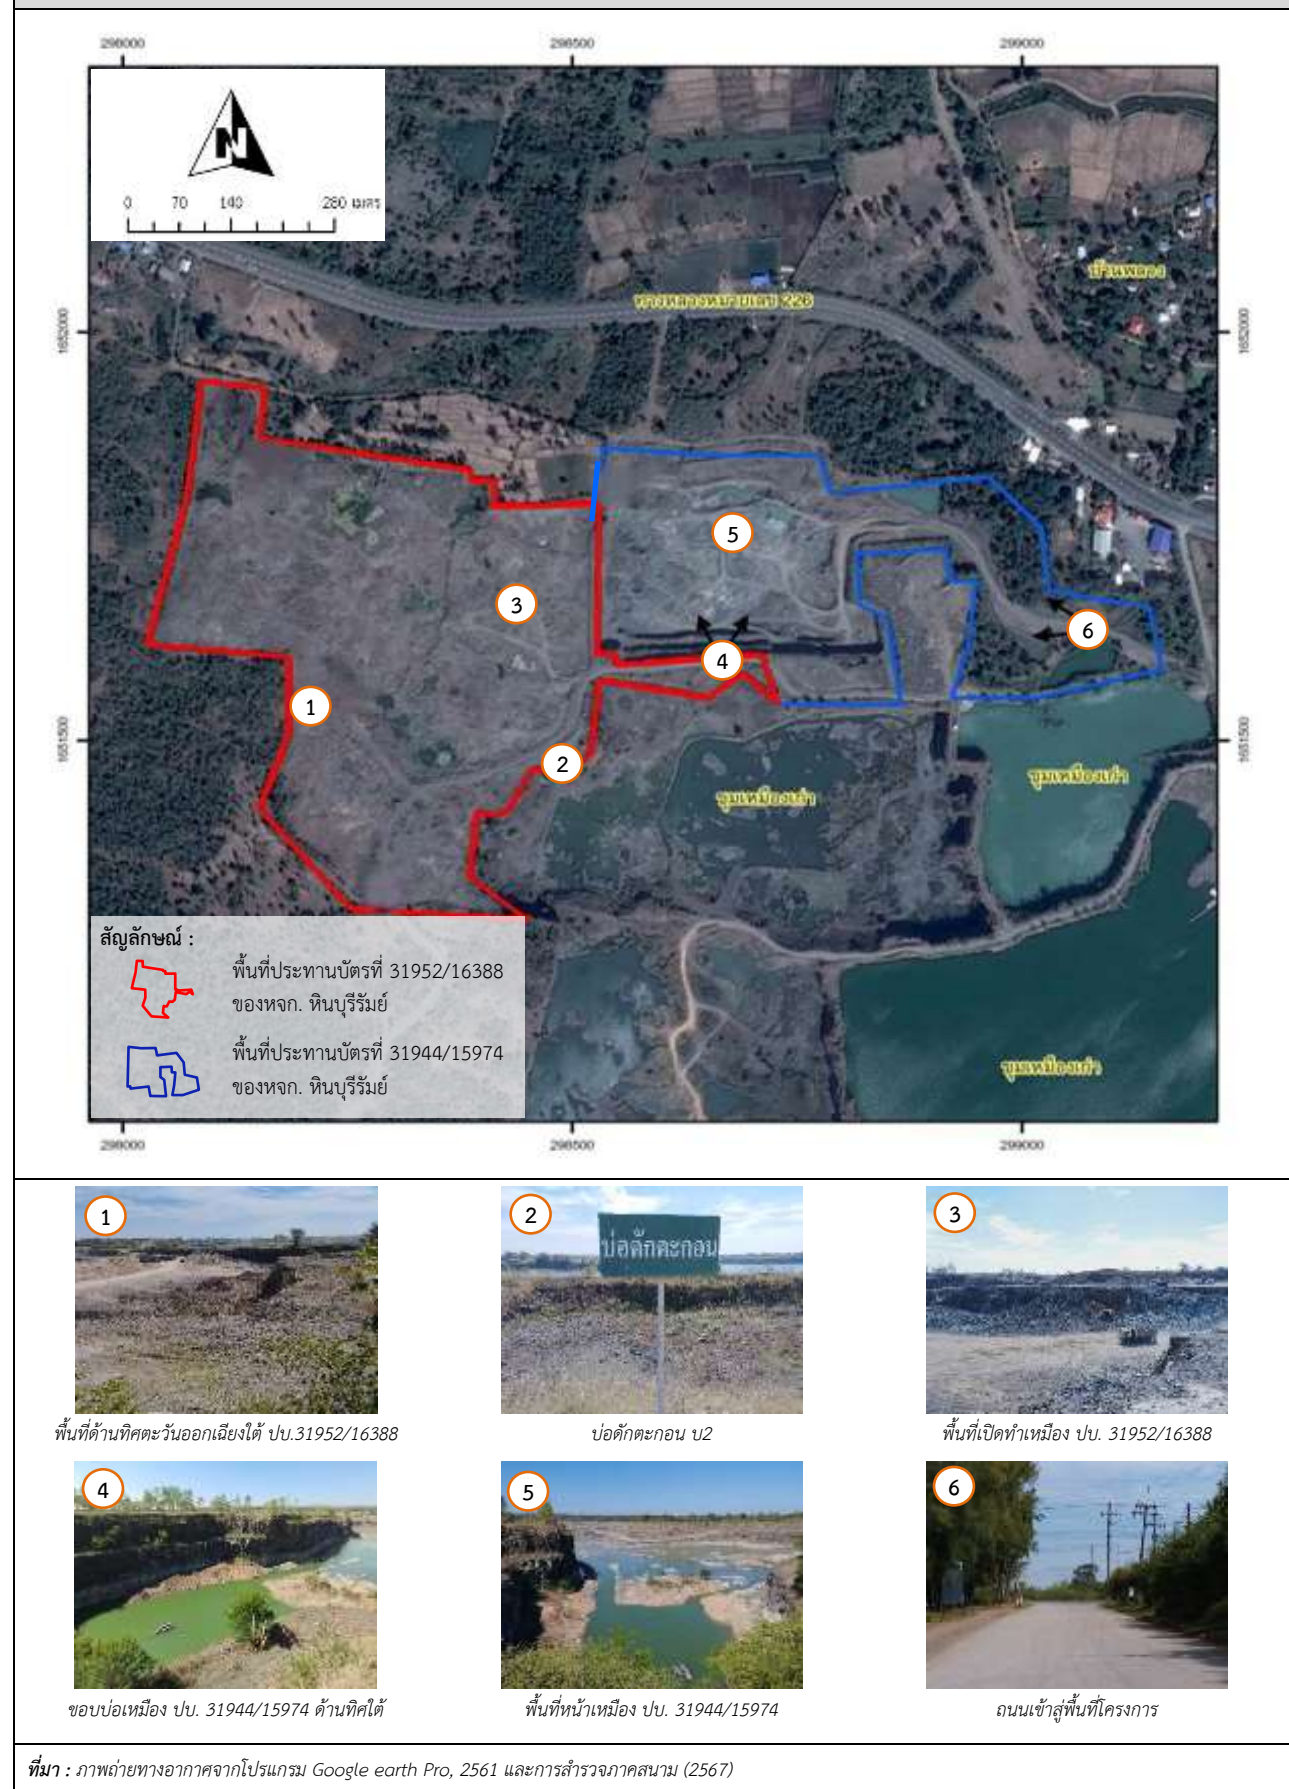 298000 298500 299000
N
0 70 140 280 เมตร
บ้านพลวง
ทางหลวงหมายเลข 226
1652000 1652000
5
3
6
4
1
1651500 1651500
2
ขุมเหมืองเก่า
ขุมเหมืองเก่า
สัญลักษณ์ :
พื้นที่ประทานบัตรที่ 31952/16388
ของหจก. หินบุรีรัมย์
พื้นที่ประทานบัตรที่ 31944/15974
ของหจก. หินบุรีรัมย์
ขุมเหมืองเก่า
298000 298500 299000
1 2 3
บ่อดักตะกอน
พื้นที่ด้านทิศตะวันออกเฉียงใต้ ปบ.31952/16388
บ่อดักตะกอน บ2
พื้นที่เปิดทำเหมือง ปบ. 31952/16388
4 5 6
ขอบบ่อเหมือง ปบ. 31944/15974 ด้านทิศใต้
พื้นที่หน้าเหมือง ปบ. 31944/15974
ถนนเข้าสู่พื้นที่โครงการ
ที่มา : ภาพถ่ายทางอากาศจากโปรแกรม Google earth Pro, 2561 และการสำรวจภาคสนาม (2567)